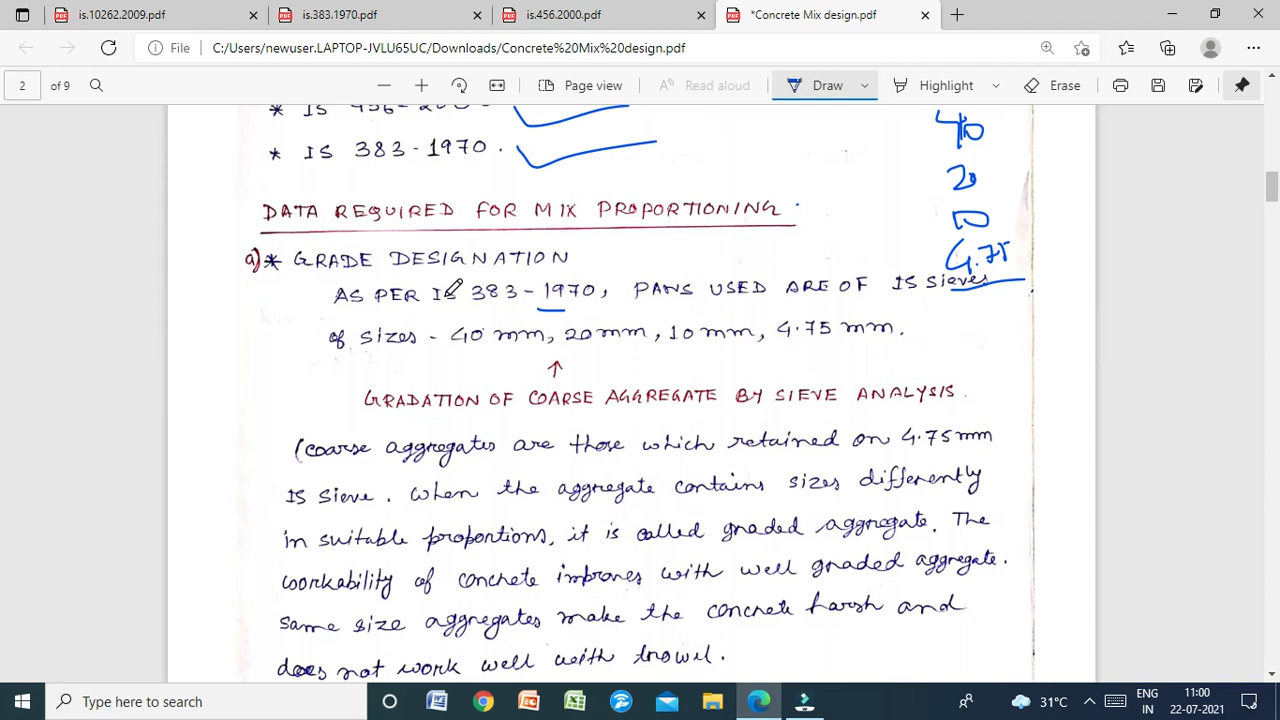 is.10262.2009.pdf
is.383.1970.pdf
is.456.2000.pdf
*Concrete Mix design.pdf
File
C:/Users/newuser.LAPTOP-JVLU65UC/Downloads/Concrete%20Mix%20design.pdf
2 of 9
Page view
Read aloud
Draw
Highlight
Erase
* IS 456-200
* IS 383-1970.
40
20
10
4.75
DATA REQUIRED FOR MIX PROPORTIONING
a)* GRADE DESIGNATION
AS PER IS 383-1970, PANS USED ARE OF IS Sieves
of sizes - 40 mm, 20mm, 10mm, 4.75 mm.
↑
GRADATION OF COARSE AGGREGATE BY SIEVE ANALYSIS.
(coarse aggregates are those which retained on 4.75mm
IS sieve. When the aggregate contains sizes differently
in suitable proportions, it is called graded aggregate. The
workability of concrete improves with well graded aggregate.
Same size aggregates make the concrete harsh and
does not work well with trowel.
Type here to search
31°C
ENG
IN
11:00
22-07-2021